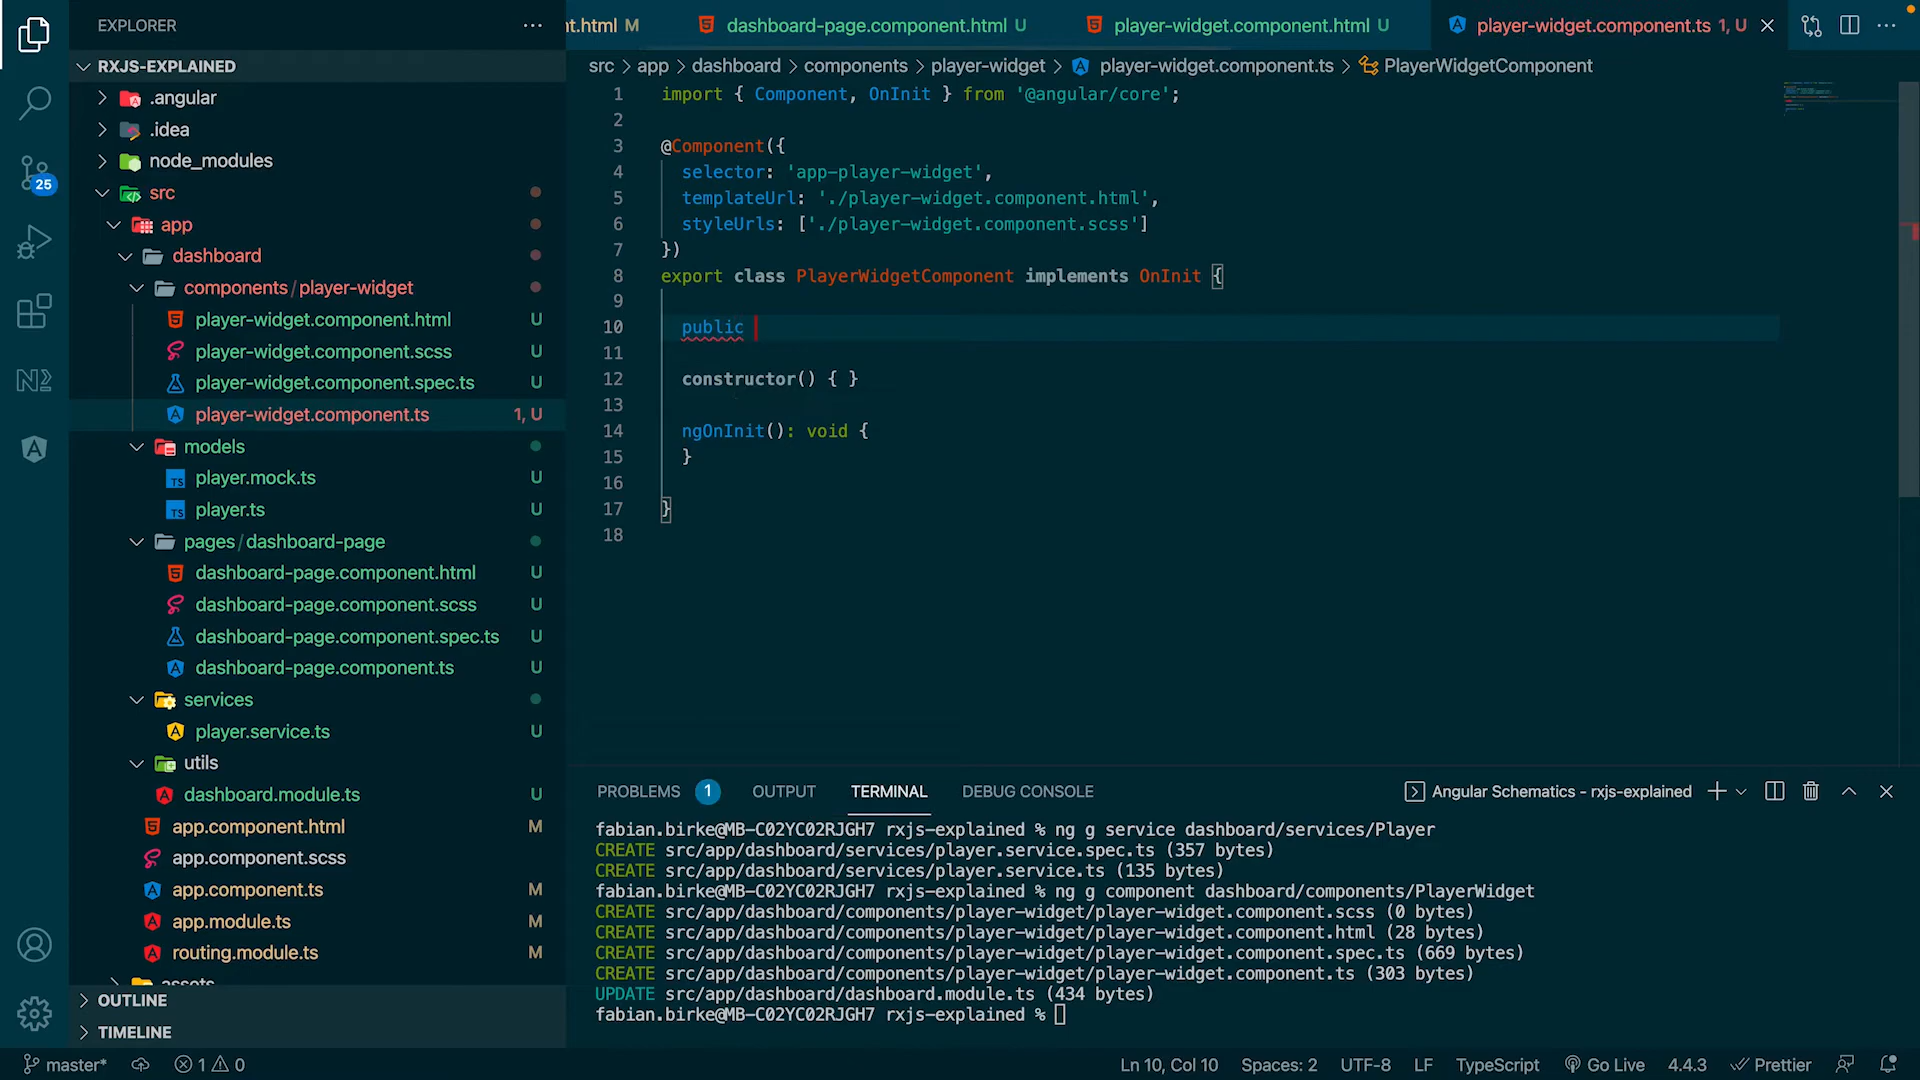 EXPLORER
RXJS-EXPLAINED
.angular
.idea
node_modules
src
app
dashboard
components / player-widget
player-widget.component.html U
player-widget.component.scss U
player-widget.component.spec.ts U
player-widget.component.ts 1, U
models
player.mock.ts U
player.ts U
pages / dashboard-page
dashboard-page.component.html U
dashboard-page.component.scss U
dashboard-page.component.spec.ts U
dashboard-page.component.ts U
services
player.service.ts U
utils
dashboard.module.ts U
app.component.html M
app.component.scss
app.component.ts M
app.module.ts M
routing.module.ts M
assets
OUTLINE
TIMELINE
25
nt.html M
dashboard-page.component.html U
player-widget.component.html U
player-widget.component.ts 1, U
src > app > dashboard > components > player-widget > player-widget.component.ts > PlayerWidgetComponent
1 import { Component, OnInit } from '@angular/core';
2
3 @Component({
4 selector: 'app-player-widget',
5 templateUrl: './player-widget.component.html',
6 styleUrls: ['./player-widget.component.scss']
7 })
8 export class PlayerWidgetComponent implements OnInit {
9
10 public
11
12 constructor() { }
13
14 ngOnInit(): void {
15 }
16
17 }
18
PROBLEMS 1 OUTPUT TERMINAL DEBUG CONSOLE
Angular Schematics - rxjs-explained
fabian.birke@MB-C02YC02RJGH7 rxjs-explained % ng g service dashboard/services/Player
CREATE src/app/dashboard/services/player.service.spec.ts (357 bytes)
CREATE src/app/dashboard/services/player.service.ts (135 bytes)
fabian.birke@MB-C02YC02RJGH7 rxjs-explained % ng g component dashboard/components/PlayerWidget
CREATE src/app/dashboard/components/player-widget/player-widget.component.scss (0 bytes)
CREATE src/app/dashboard/components/player-widget/player-widget.component.html (28 bytes)
CREATE src/app/dashboard/components/player-widget/player-widget.component.spec.ts (669 bytes)
CREATE src/app/dashboard/components/player-widget/player-widget.component.ts (303 bytes)
UPDATE src/app/dashboard/dashboard.module.ts (434 bytes)
fabian.birke@MB-C02YC02RJGH7 rxjs-explained %
master* 1 0
Ln 10, Col 10 Spaces: 2 UTF-8 LF TypeScript Go Live 4.4.3 Prettier